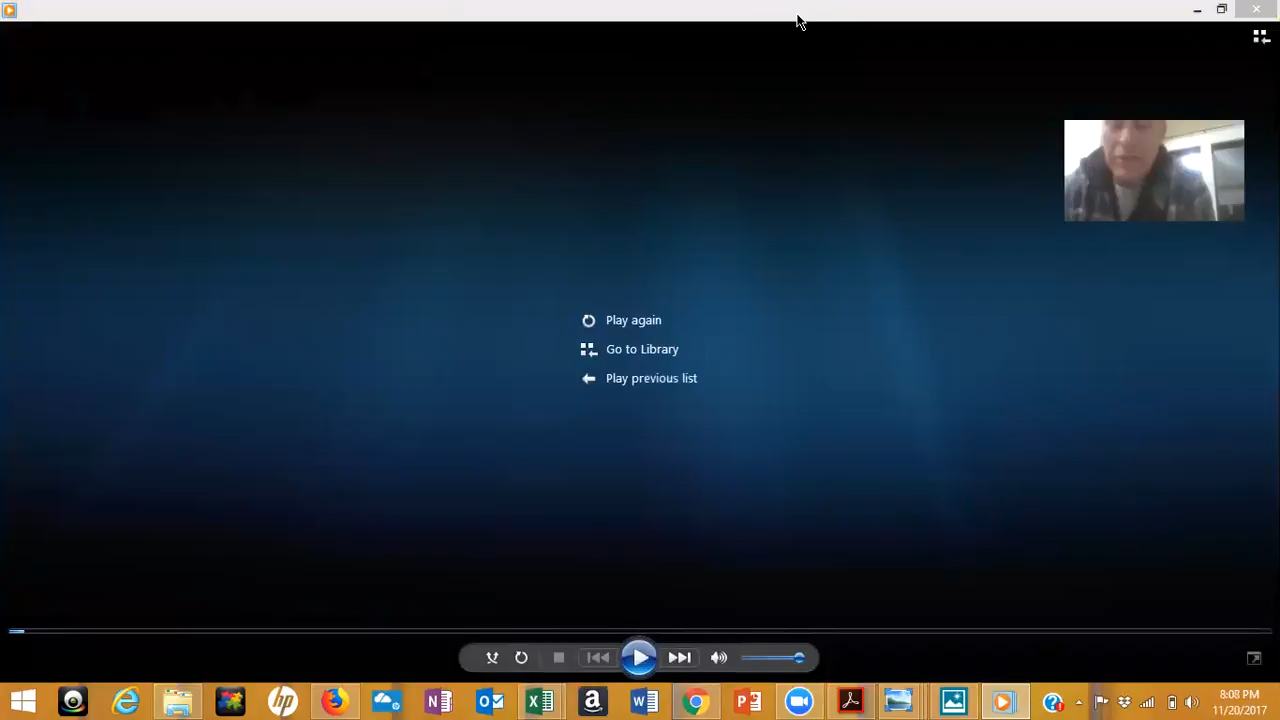 Play again
Go to Library
Play previous list
8:08 PM
11/20/2017